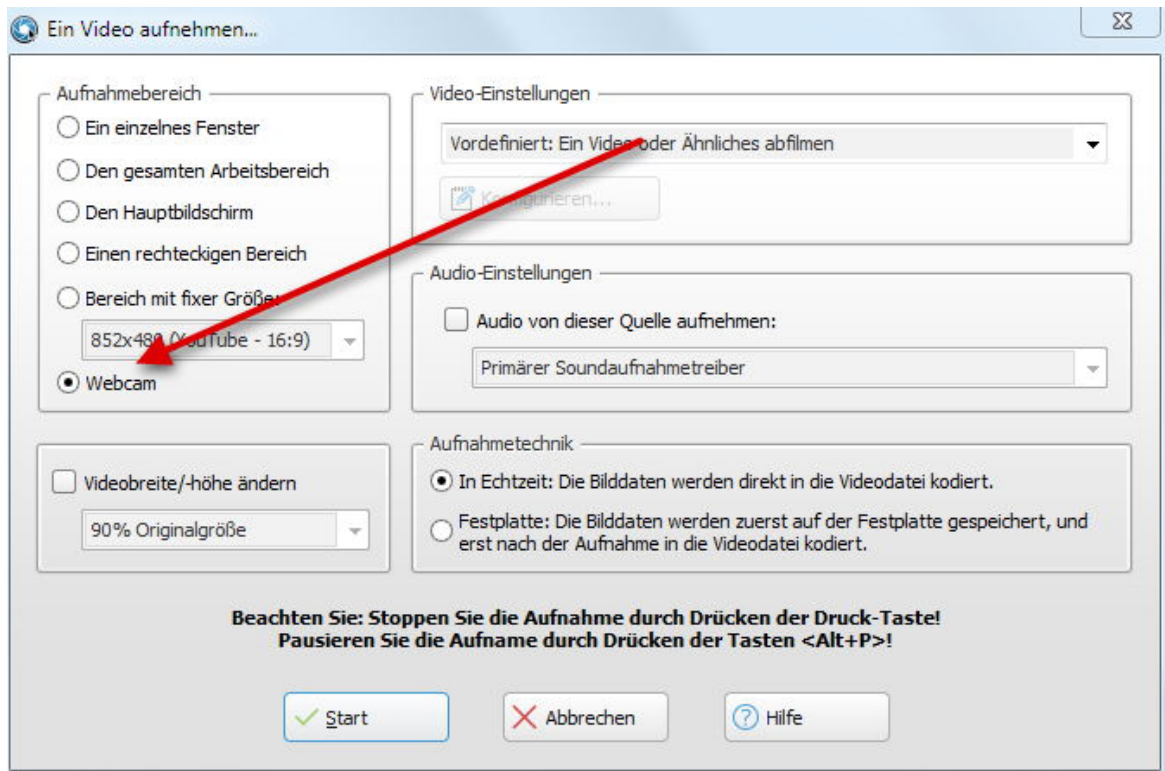 Ein Video aufnehmen...
Aufnahmebereich
Ein einzelnes Fenster
Den gesamten Arbeitsbereich
Den Hauptbildschirm
Einen rechteckigen Bereich
Bereich mit fixer Größe:
852x480 (YouTube - 16:9)
Webcam
Videobreite/-höhe ändern
90% Originalgröße
Video-Einstellungen
Vordefiniert: Ein Video oder Ähnliches abfilmen
Konfigurieren...
Audio-Einstellungen
Audio von dieser Quelle aufnehmen:
Primärer Soundaufnahmetreiber
Aufnahmetechnik
In Echtzeit: Die Bilddaten werden direkt in die Videodatei kodiert.
Festplatte: Die Bilddaten werden zuerst auf der Festplatte gespeichert, und
erst nach der Aufnahme in die Videodatei kodiert.
Beachten Sie: Stoppen Sie die Aufnahme durch Drücken der Druck-Taste!
Pausieren Sie die Aufname durch Drücken der Tasten <Alt+P>!
Start
Abbrechen
Hilfe